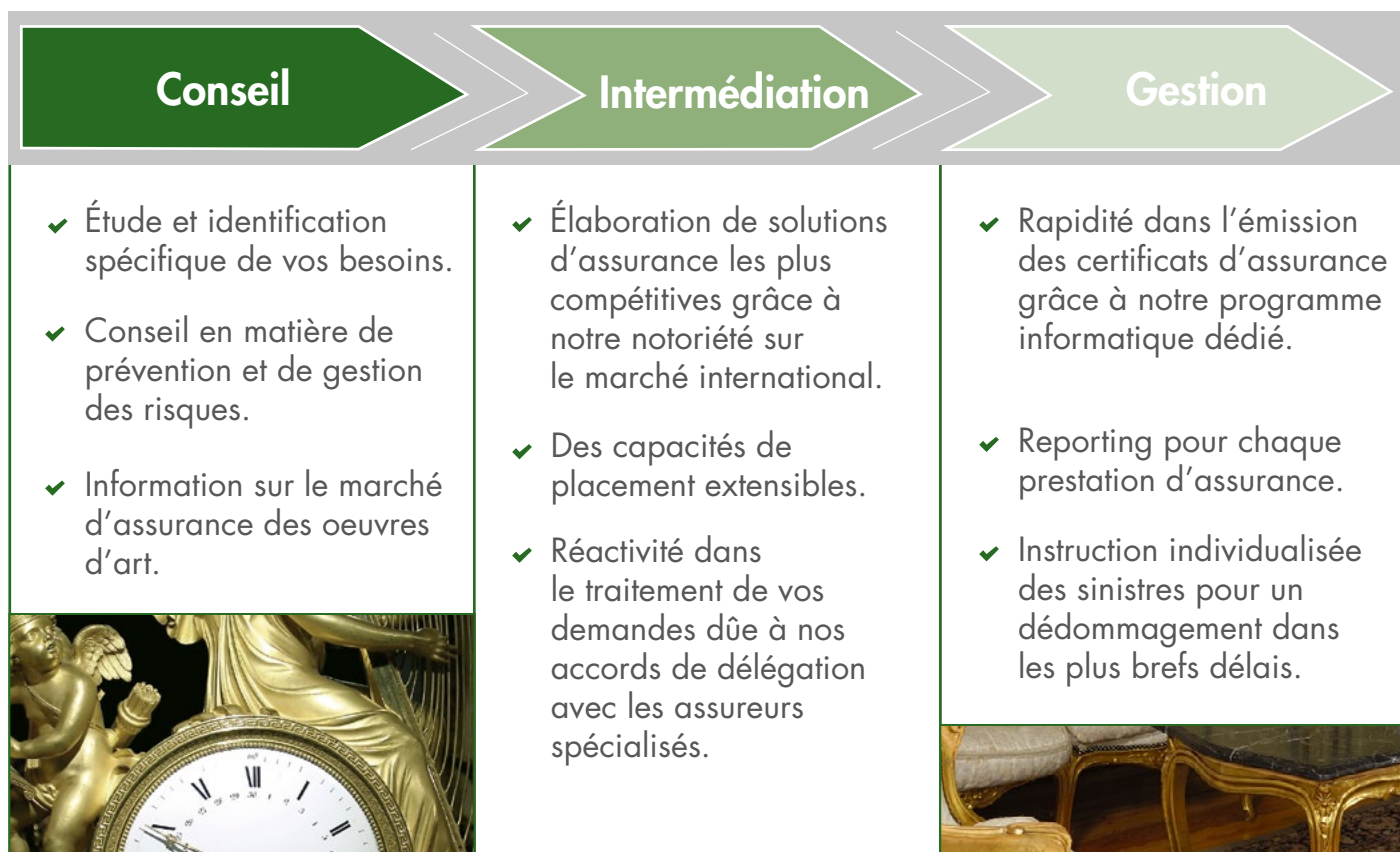 Conseil
Intermédiation
Gestion
Étude et identification
spécifique de vos besoins.
Conseil en matière de
prévention et de gestion
des risques.
Information sur le marché
d’assurance des oeuvres
d’art.
Élaboration de solutions
d’assurance les plus
compétitives grâce à
notre notoriété sur
le marché international.
Des capacités de
placement extensibles.
Réactivité dans
le traitement de vos
demandes dûe à nos
accords de délégation
avec les assureurs
spécialisés.
Rapidité dans l’émission
des certificats d’assurance
grâce à notre programme
informatique dédié.
Reporting pour chaque
prestation d’assurance.
Instruction individualisée
des sinistres pour un
dédommagement dans
les plus brefs délais.